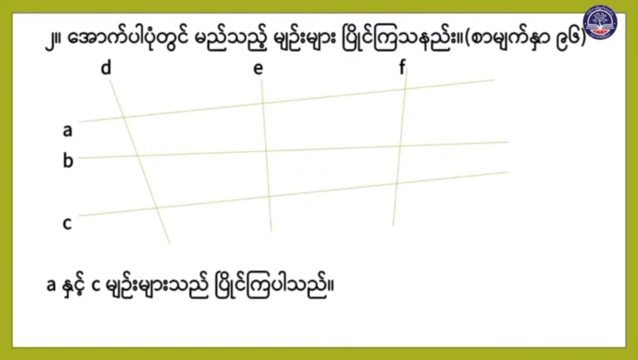 ၂။ အောက်ပါပုံတွင် မည်သည့် မျဉ်းများ ပြိုင်ကြသနည်း။(စာမျက်နှာ ၉၆)
d e f
a
b
c
a နှင့် c မျဉ်းများသည် ပြိုင်ကြပါသည်။